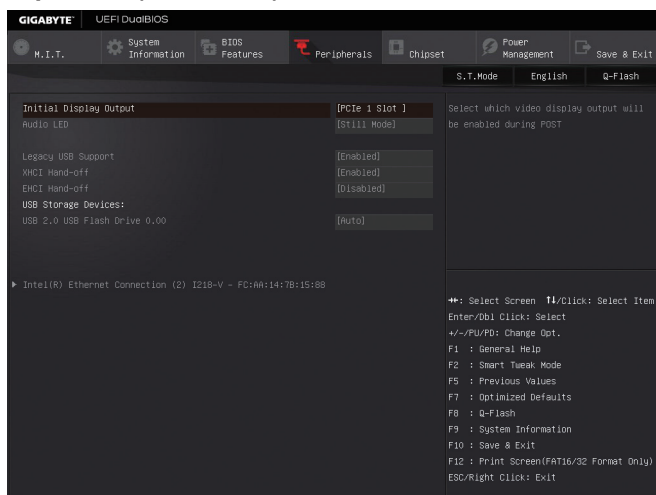 GIGABYTE™ UEFI DualBIOS
M.I.T.
System Information
BIOS Features
Peripherals
Chipset
Power Management
Save & Exit
S.T.Mode English Q-Flash
Initial Display Output [PCIe 1 Slot ]
Audio LED [Still Mode]
Legacy USB Support [Enabled]
XHCI Hand-off [Enabled]
EHCI Hand-off [Disabled]
USB Storage Devices:
USB 2.0 USB Flash Drive 0.00 [Auto]
Intel(R) Ethernet Connection (2) I218-V - FC:AA:14:7B:15:88
Select which video display output will
be enabled during POST
→←: Select Screen ↑↓/Click: Select Item
Enter/Dbl Click: Select
+/-/PU/PD: Change Opt.
F1 : General Help
F2 : Smart Tweak Mode
F5 : Previous Values
F7 : Optimized Defaults
F8 : Q-Flash
F9 : System Information
F10 : Save & Exit
F12 : Print Screen(FAT16/32 Format Only)
ESC/Right Click: Exit